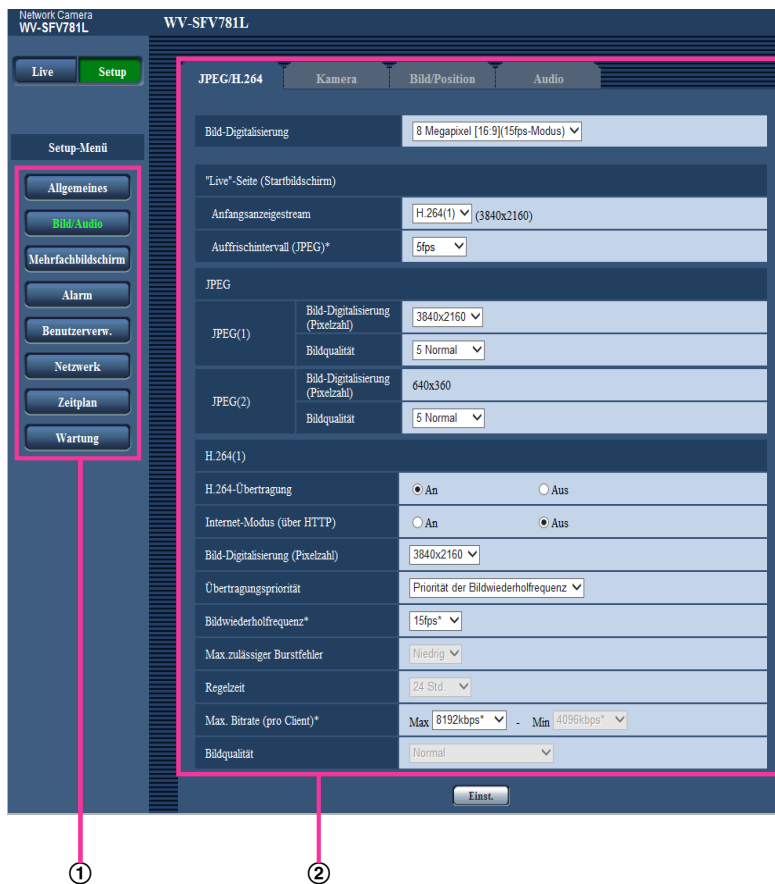 Network Camera
WV-SFV781L
WV-SFV781L
Live Setup
Setup-Menü
Allgemeines
Bild/Audio
Mehrfachbildschirm
Alarm
Benutzerverw.
Netzwerk
Zeitplan
Wartung
JPEG/H.264 Kamera Bild/Position Audio
Bild-Digitalisierung 8 Megapixel [16:9](15fps-Modus)
"Live"-Seite (Startbildschirm)
Anfangsanzeigestream H.264(1) (3840x2160)
Auffrischintervall (JPEG)* 5fps
JPEG
JPEG(1)
Bild-Digitalisierung (Pixelzahl) 3840x2160
Bildqualität 5 Normal
JPEG(2)
Bild-Digitalisierung (Pixelzahl) 640x360
Bildqualität 5 Normal
H.264(1)
H.264-Übertragung An Aus
Internet-Modus (über HTTP) An Aus
Bild-Digitalisierung (Pixelzahl) 3840x2160
Übertragungspriorität Priorität der Bildwiederholfrequenz
Bildwiederholfrequenz* 15fps*
Max.zulässiger Burstfehler Niedrig
Regelzeit 24 Std.
Max. Bitrate (pro Client)* Max 8192kbps* - Min 4096kbps*
Bildqualität Normal
Einst.
① ②